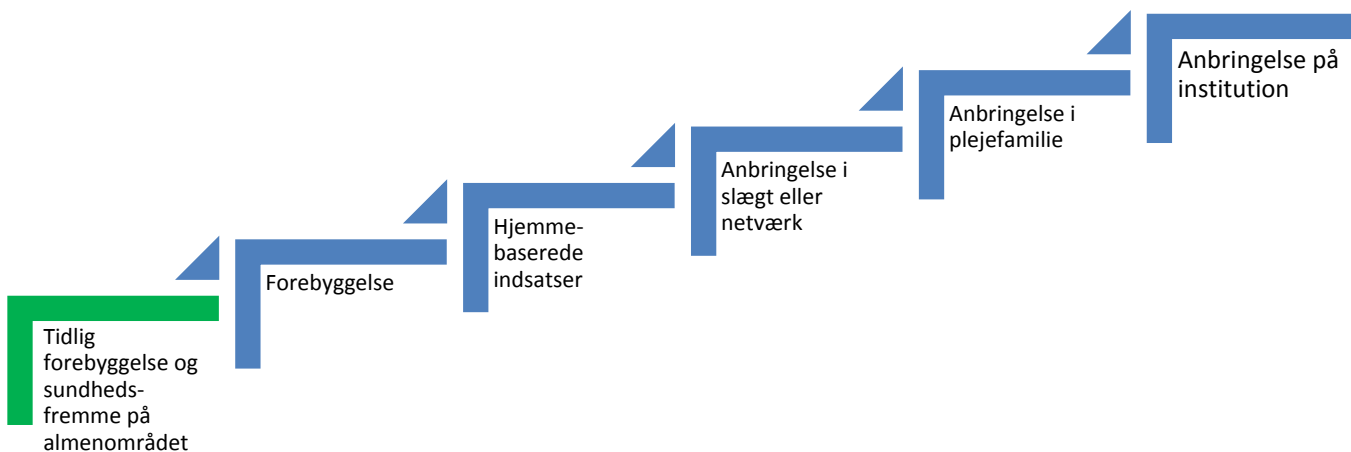 Tidlig
forebyggelse og
sundheds-
fremme på
almenområdet
Forebyggelse
Hjemme-
baserede
indsatser
Anbringelse i
slægt eller
netværk
Anbringelse i
plejefamilie
Anbringelse på
institution